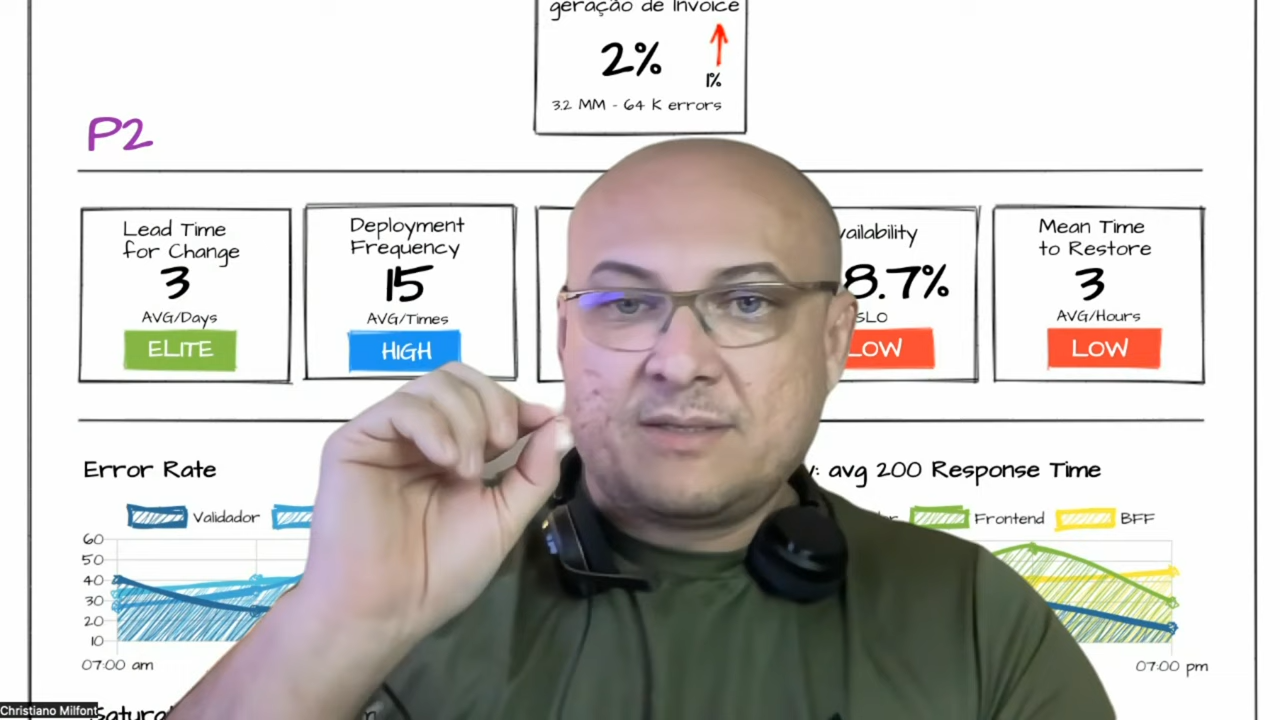 geração de Invoice
2%
1%
3.2 MM - 64 K errors
P2
Lead Time
for Change
3
AVG/Days
ELITE
Deployment
Frequency
15
AVG/Times
HIGH
vailability
8.7%
SLO
LOW
Mean Time
to Restore
3
AVG/Hours
LOW
Error Rate
Validador
60
50
40
30
20
10
07:00 am
: avg 200 Response Time
Frontend
BFF
07:00 pm
Christiano Milfont